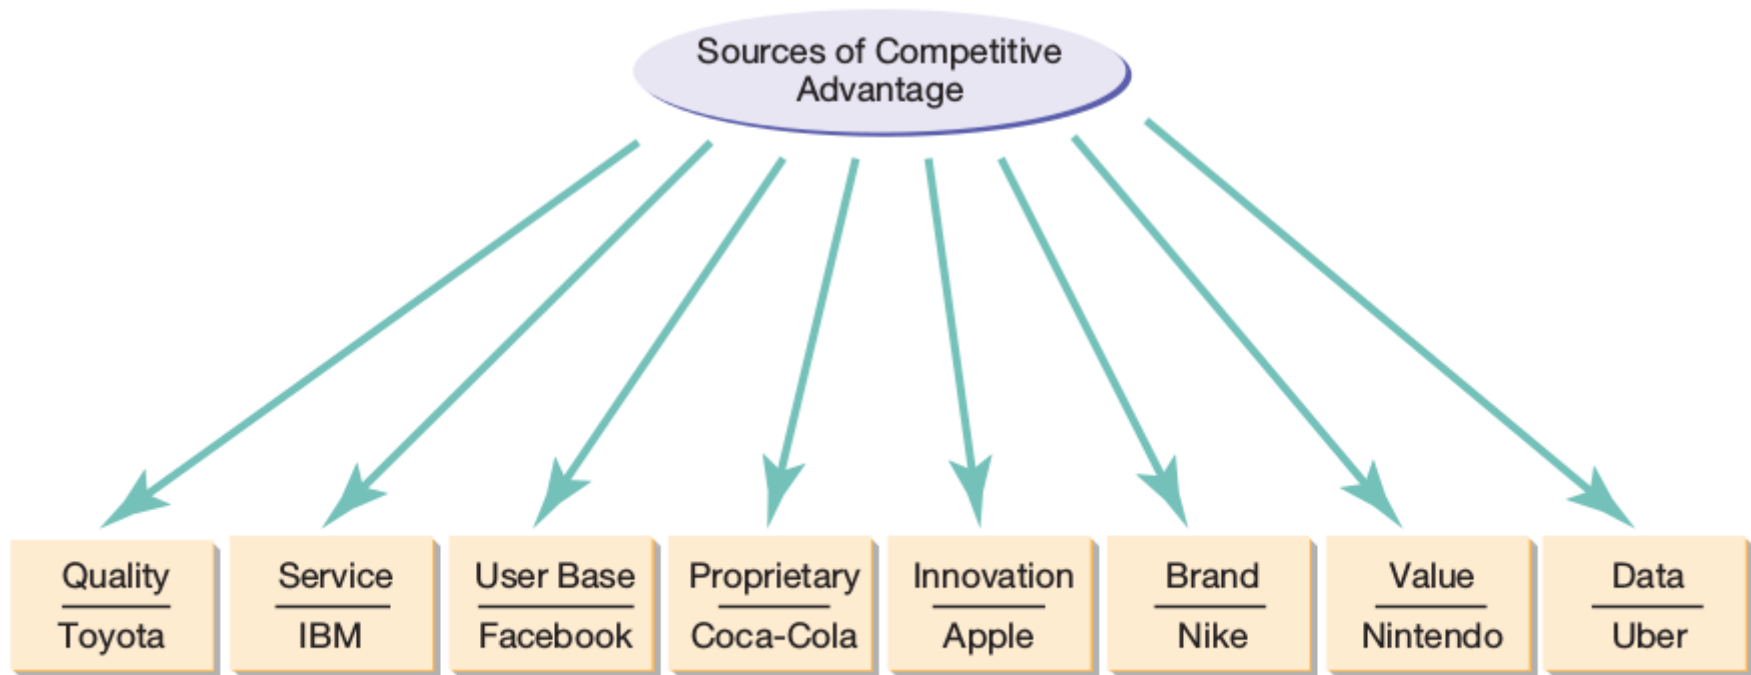 Sources of Competitive
Advantage
Quality
Toyota
Service
IBM
User Base
Facebook
Proprietary
Coca-Cola
Innovation
Apple
Brand
Nike
Value
Nintendo
Data
Uber